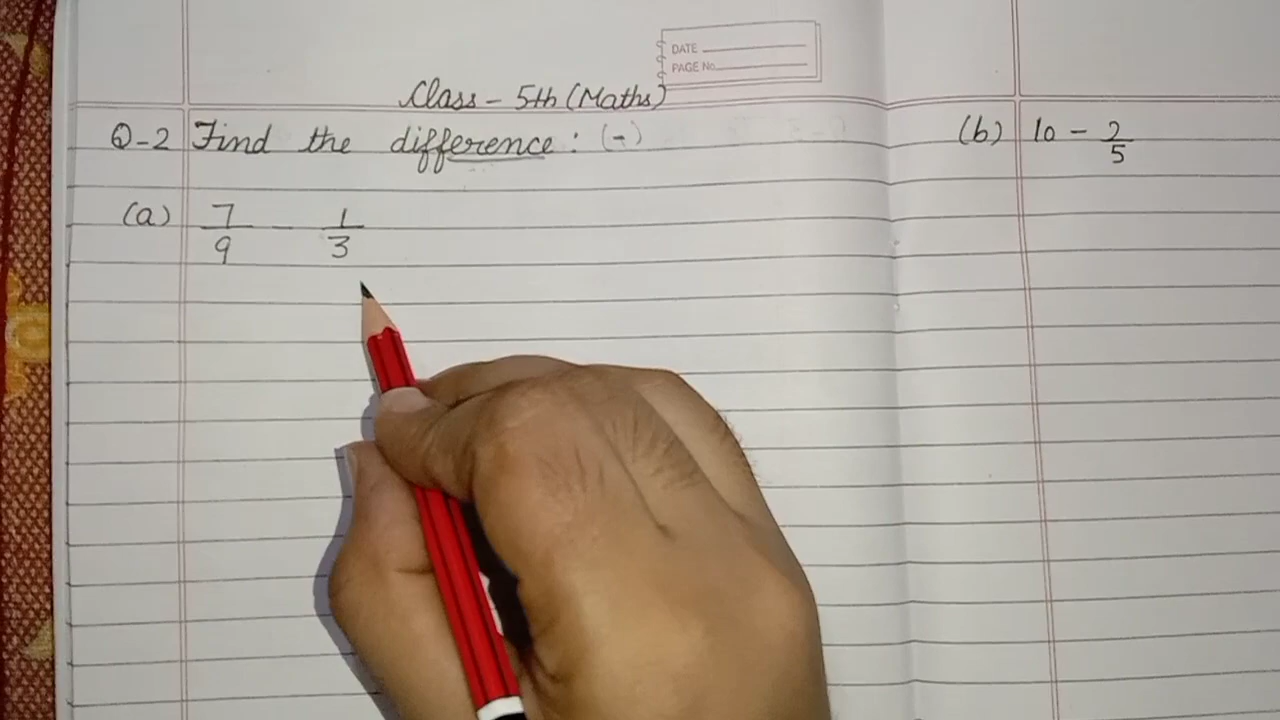 DATE
PAGE No.
Class - 5th (Maths)
Q-2 Find the difference : (-)
(a) 7/9 - 1/3
(b) 10 - 2/5